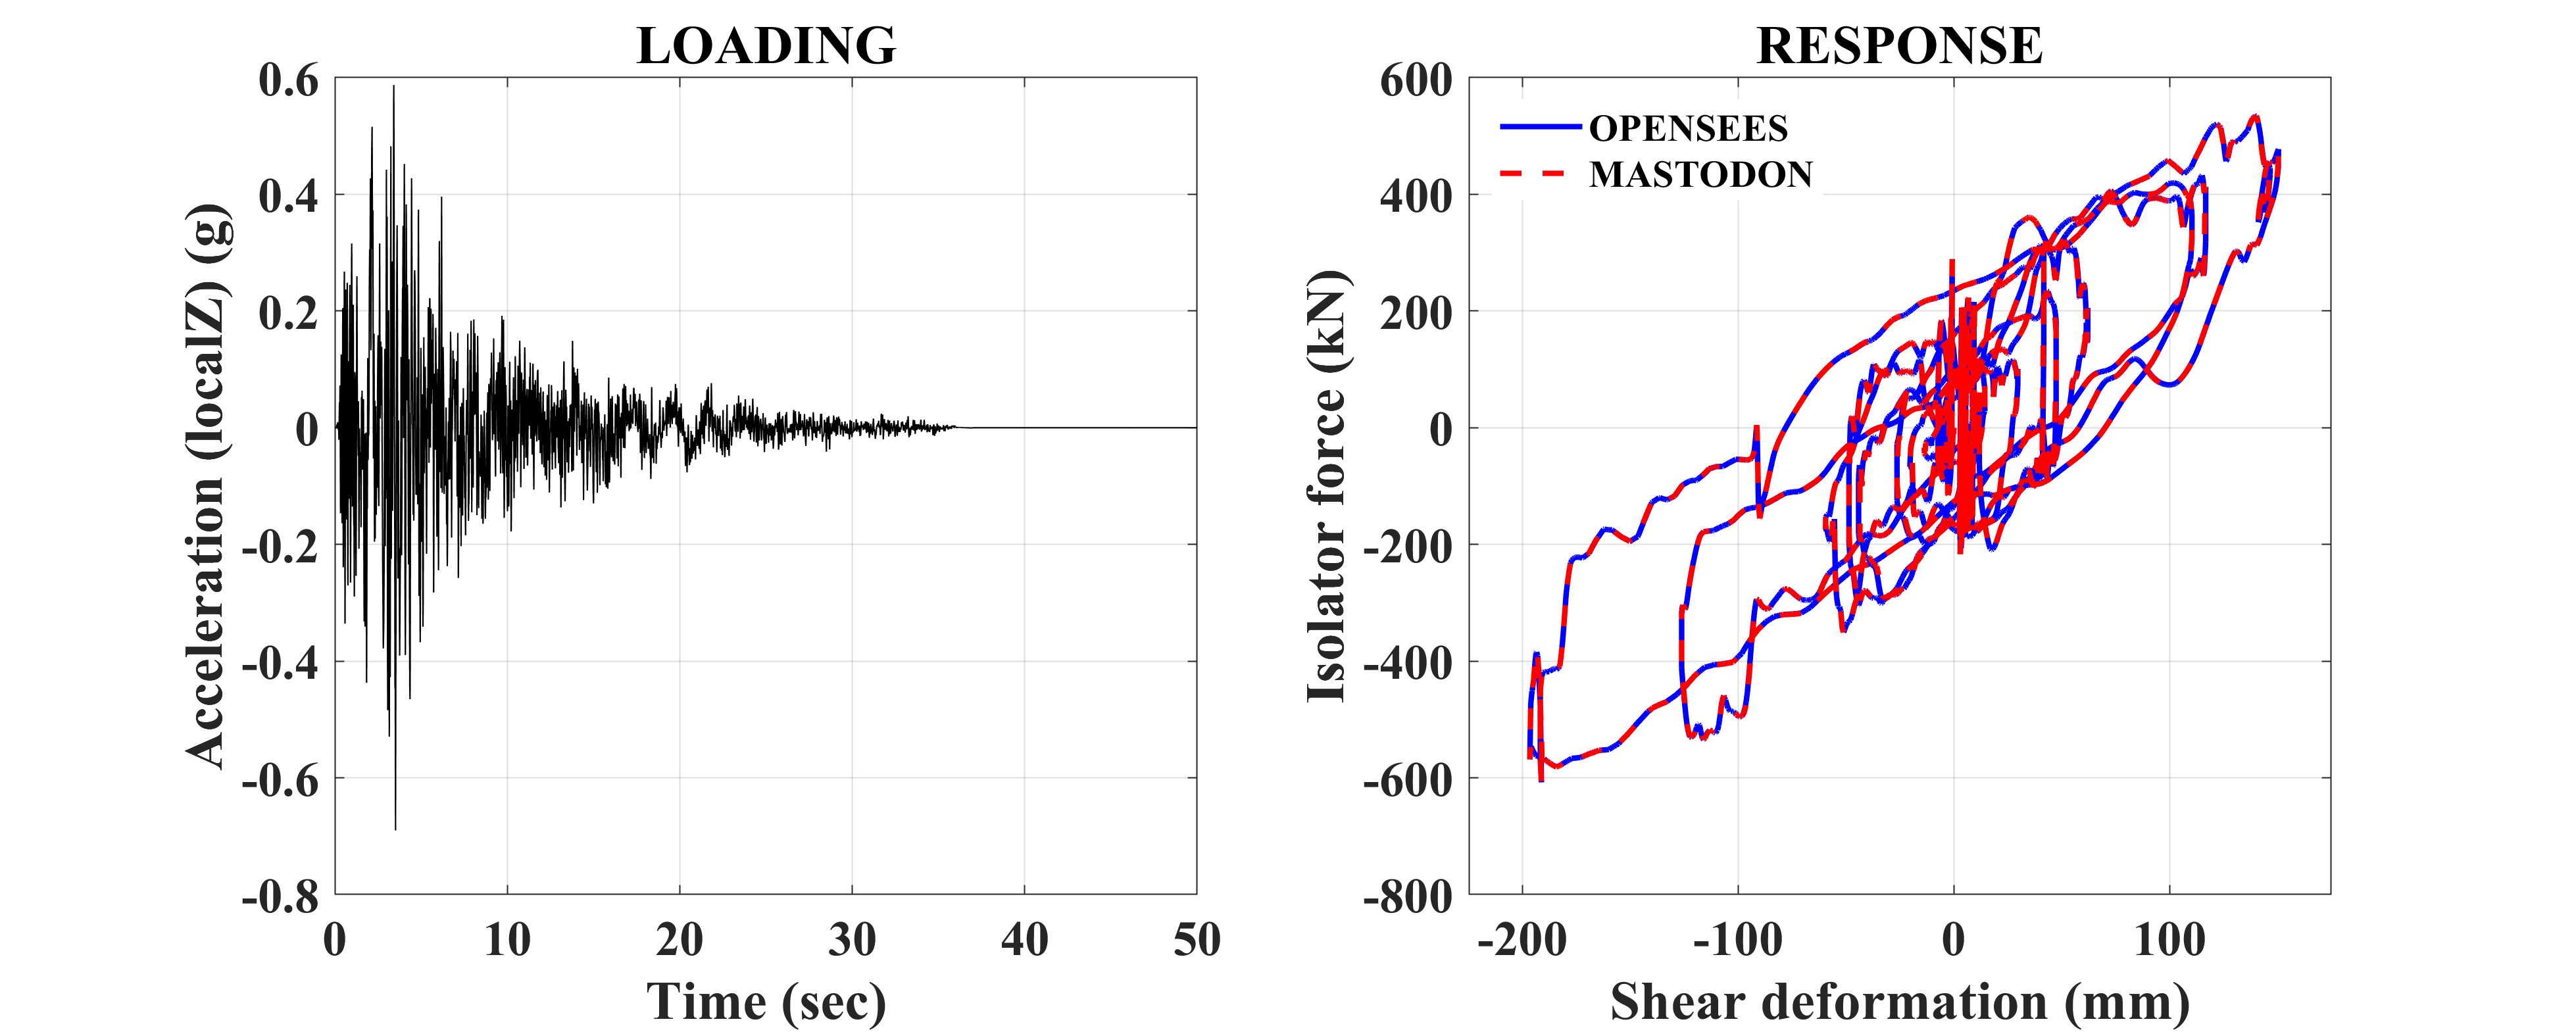 LOADING
0.6
0.4
0.2
0
-0.2
-0.4
-0.6
-0.8
0 10 20 30 40 50
Time (sec)
Acceleration (localZ) (g)
RESPONSE
OPENSEES
MASTODON
600
400
200
0
-200
-400
-600
-800
-200 -100 0 100
Shear deformation (mm)
Isolator force (kN)